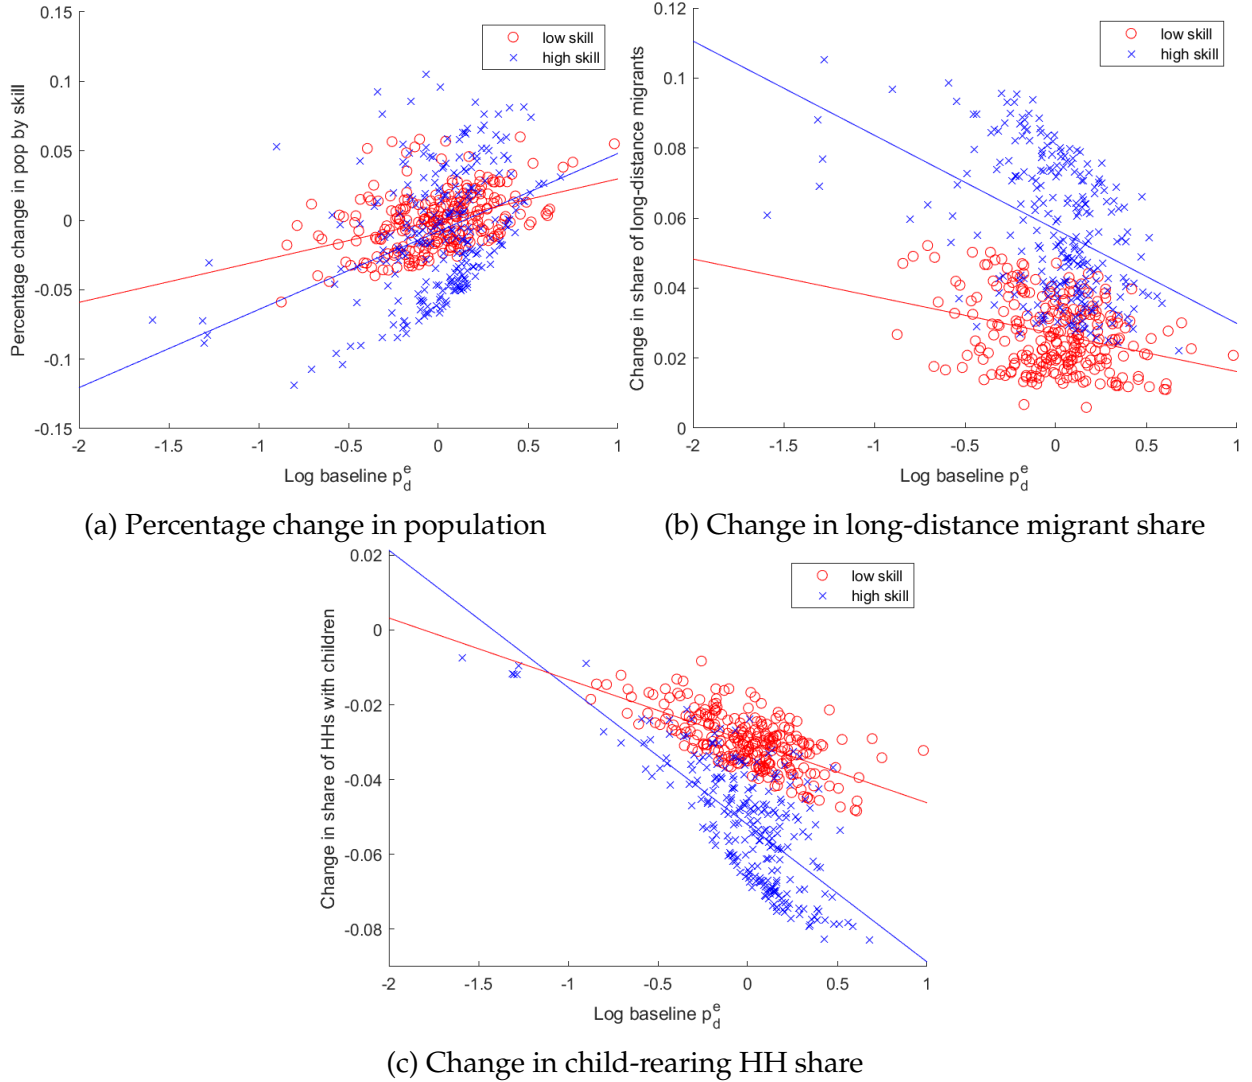 0.15
0.1
0.05
0
-0.05
-0.1
-0.15
-2
-1.5
-1
-0.5
0
0.5
1
Percentage change in pop by skill
Log baseline p_d^e
low skill
high skill
(a) Percentage change in population
0.12
0.1
0.08
0.06
0.04
0.02
0
-2
-1.5
-1
-0.5
0
0.5
1
Change in share of long-distance migrants
Log baseline p_d^e
low skill
high skill
(b) Change in long-distance migrant share
0.02
0
-0.02
-0.04
-0.06
-0.08
-2
-1.5
-1
-0.5
0
0.5
1
Change in share of HHs with children
Log baseline p_d^e
low skill
high skill
(c) Change in child-rearing HH share